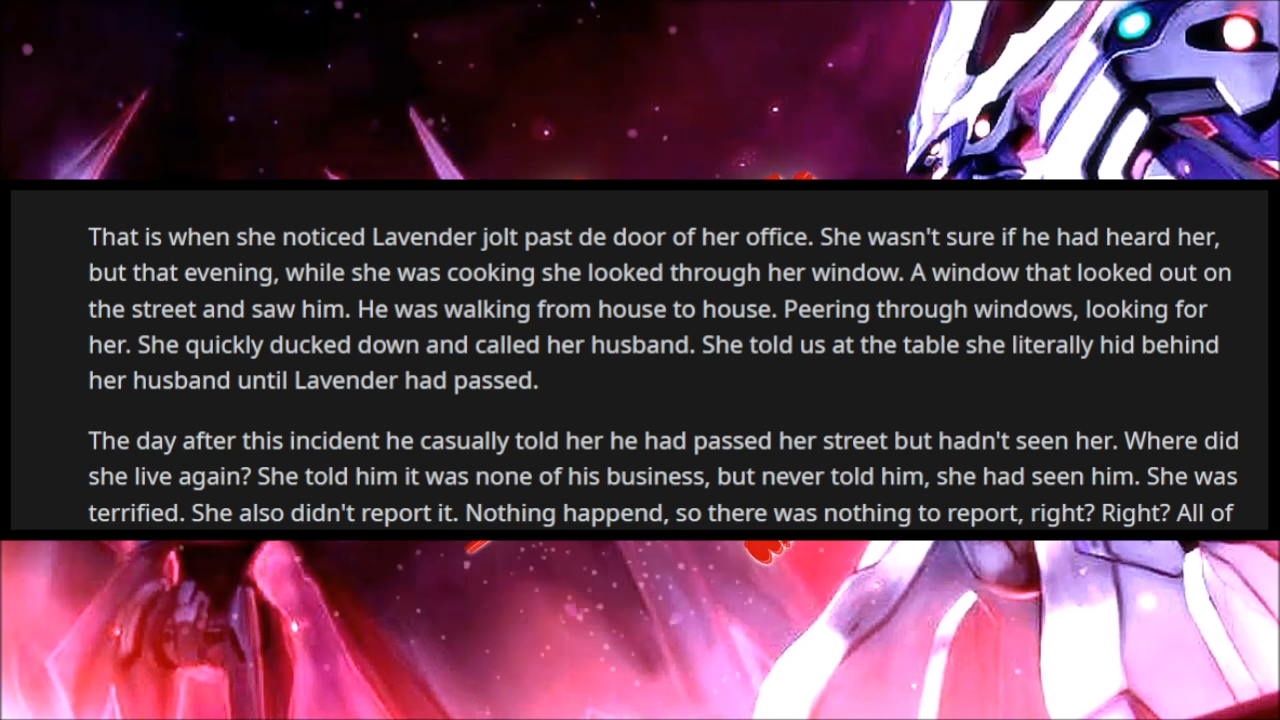 That is when she noticed Lavender jolt past de door of her office. She wasn't sure if he had heard her,
but that evening, while she was cooking she looked through her window. A window that looked out on
the street and saw him. He was walking from house to house. Peering through windows, looking for
her. She quickly ducked down and called her husband. She told us at the table she literally hid behind
her husband until Lavender had passed.
The day after this incident he casually told her he had passed her street but hadn't seen her. Where did
she live again? She told him it was none of his business, but never told him, she had seen him. She was
terrified. She also didn't report it. Nothing happend, so there was nothing to report, right? Right? All of